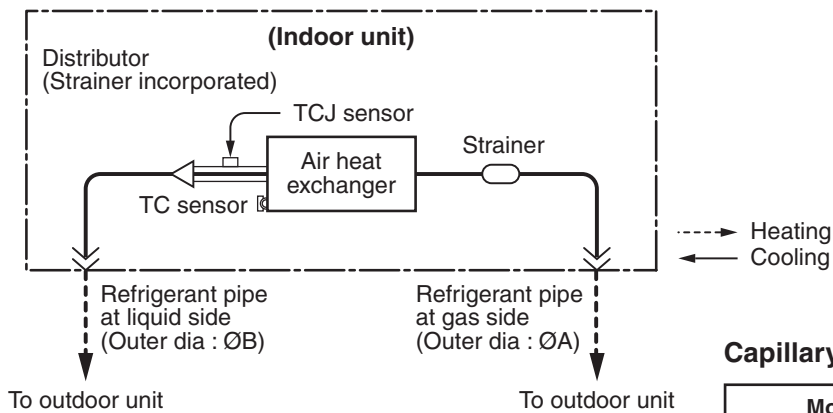 (Indoor unit)
Distributor
(Strainer incorporated)
TCJ sensor
Strainer
Air heat
exchanger
TC sensor
Heating
Cooling
Refrigerant pipe
at liquid side
(Outer dia : ØB)
Refrigerant pipe
at gas side
(Outer dia : ØA)
To outdoor unit
To outdoor unit
Capillary